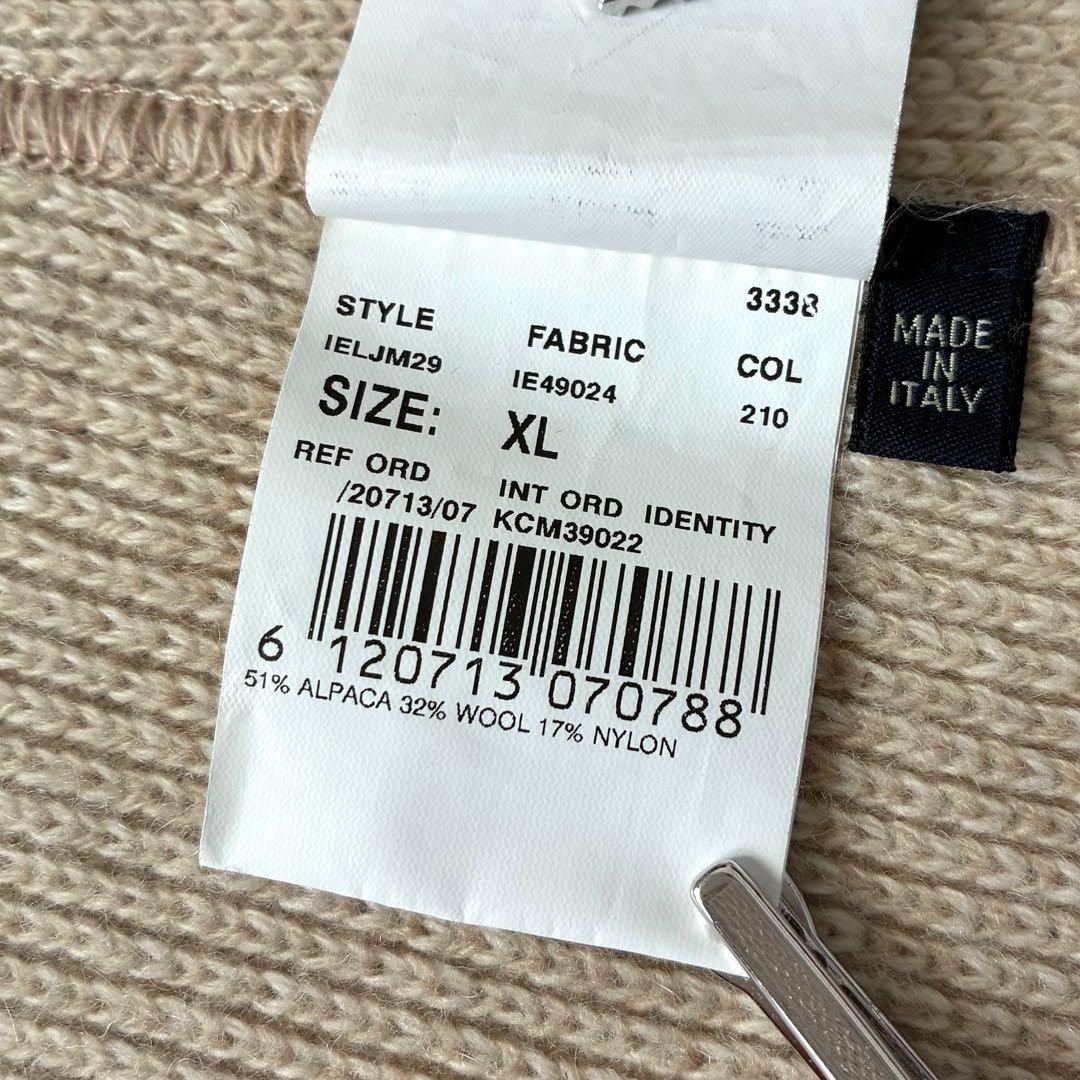 3338
STYLE FABRIC COL
IELJM29 IE49024 210
SIZE: XL
REF ORD INT ORD IDENTITY
/20713/07 KCM39022
6 120713 070788
51% ALPACA 32% WOOL 17% NYLON
MADE
IN
ITALY